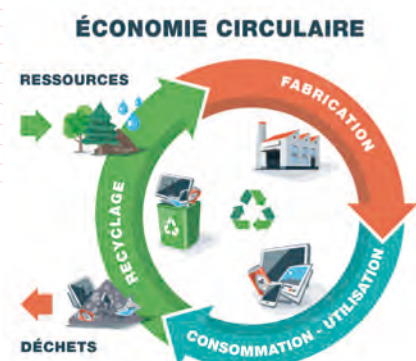 ÉCONOMIE CIRCULAIRE
RESSOURCES
FABRICATION
RECYCLAGE
CONSOMMATION - UTILISATION
DÉCHETS